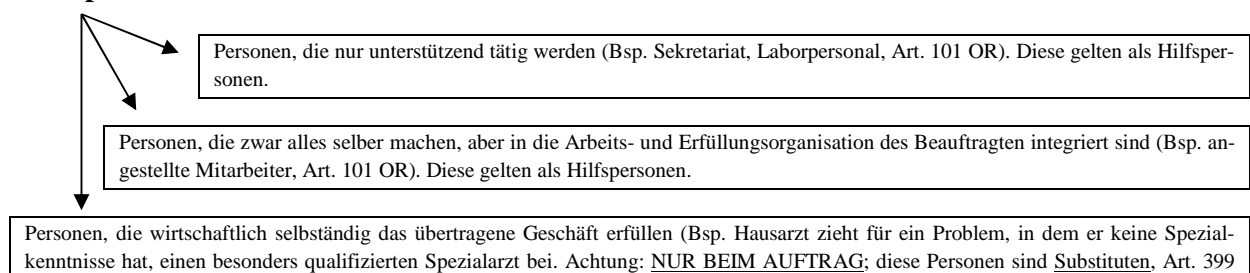 Personen, die nur unterstützend tätig werden (Bsp. Sekretariat, Laborpersonal, Art. 101 OR). Diese gelten als Hilfsper-
sonen.
Personen, die zwar alles selber machen, aber in die Arbeits- und Erfüllungsorganisation des Beauftragten integriert sind (Bsp. an-
gestellte Mitarbeiter, Art. 101 OR). Diese gelten als Hilfspersonen.
Personen, die wirtschaftlich selbständig das übertragene Geschäft erfüllen (Bsp. Hausarzt zieht für ein Problem, in dem er keine Spezial-
kenntnisse hat, einen besonders qualifizierten Spezialarzt bei. Achtung: NUR BEIM AUFTRAG; diese Personen sind Substituten, Art. 399